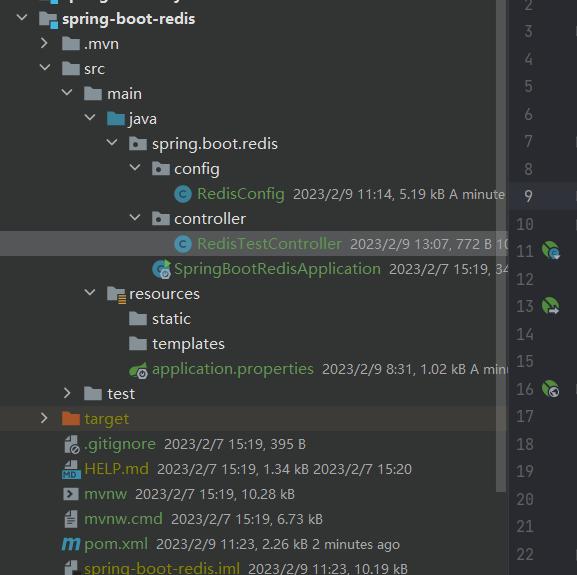 spring-boot-redis
.mvn
src
main
java
spring.boot.redis
config
RedisConfig 2023/2/9 11:14, 5.19 kB A minute
controller
RedisTestController 2023/2/9 13:07, 772 B 10
SpringBootRedisApplication 2023/2/7 15:19, 34
resources
static
templates
application.properties 2023/2/9 8:31, 1.02 kB A min
test
target
.gitignore 2023/2/7 15:19, 395 B
HELP.md 2023/2/7 15:19, 1.34 kB 2023/2/7 15:20
mvnw 2023/2/7 15:19, 10.28 kB
mvnw.cmd 2023/2/7 15:19, 6.73 kB
pom.xml 2023/2/9 11:23, 2.26 kB 2 minutes ago
spring-boot-redis.iml 2023/2/9 11:23, 10.19 kB
2
3
4
5
6
7
8
9
10
11
12
13
14
15
16
17
18
19
20
21
22